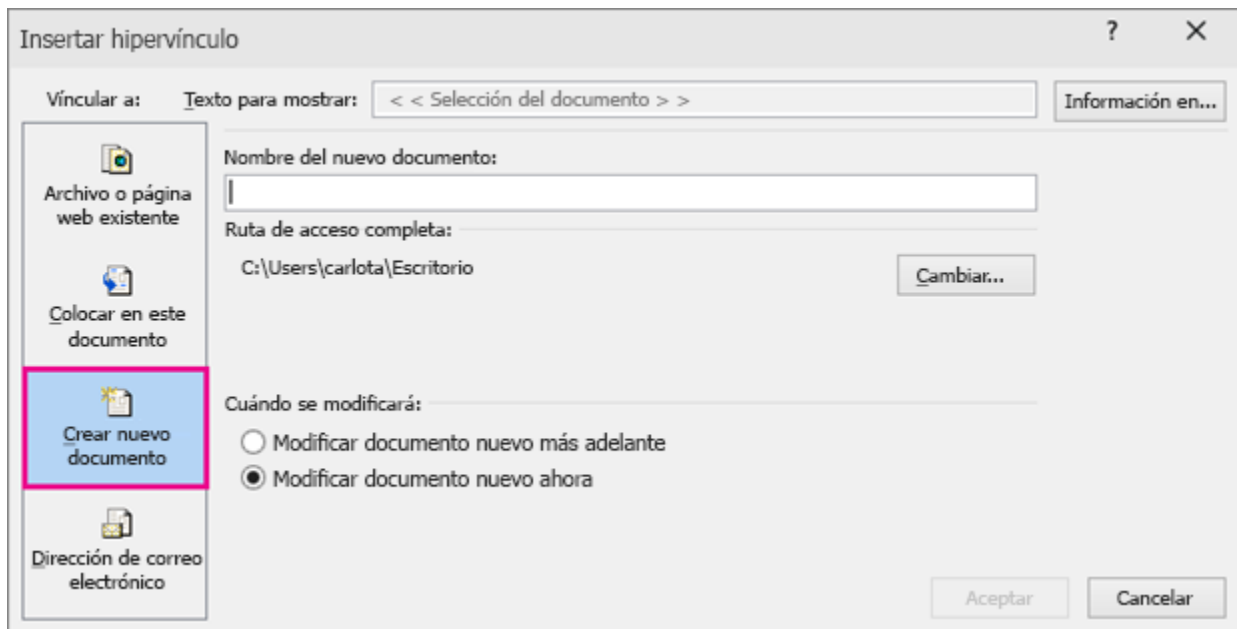 Insertar hipervínculo
?
Víncular a:
Texto para mostrar:
< < Selección del documento > >
Información en...
Archivo o página
web existente
Colocar en este
documento
Crear nuevo
documento
Dirección de correo
electrónico
Nombre del nuevo documento:
Ruta de acceso completa:
C:\Users\carlota\Escritorio
Cambiar...
Cuándo se modificará:
Modificar documento nuevo más adelante
Modificar documento nuevo ahora
Aceptar
Cancelar